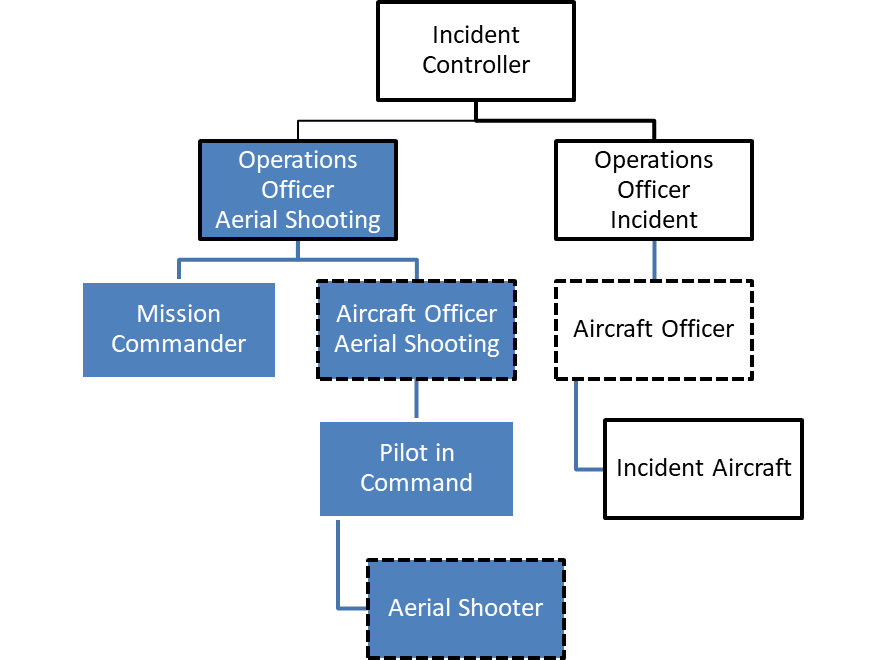 Incident
Controller
Operations
Officer
Aerial Shooting
Operations
Officer
Incident
Mission
Commander
Aircraft Officer
Aerial Shooting
Aircraft Officer
Pilot in
Command
Incident Aircraft
Aerial Shooter